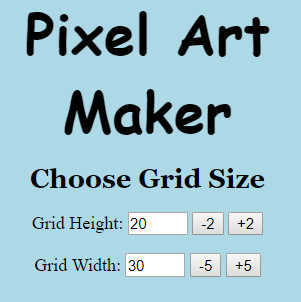 Pixel Art
Maker
Choose Grid Size
Grid Height: 20 -2 +2
Grid Width: 30 -5 +5